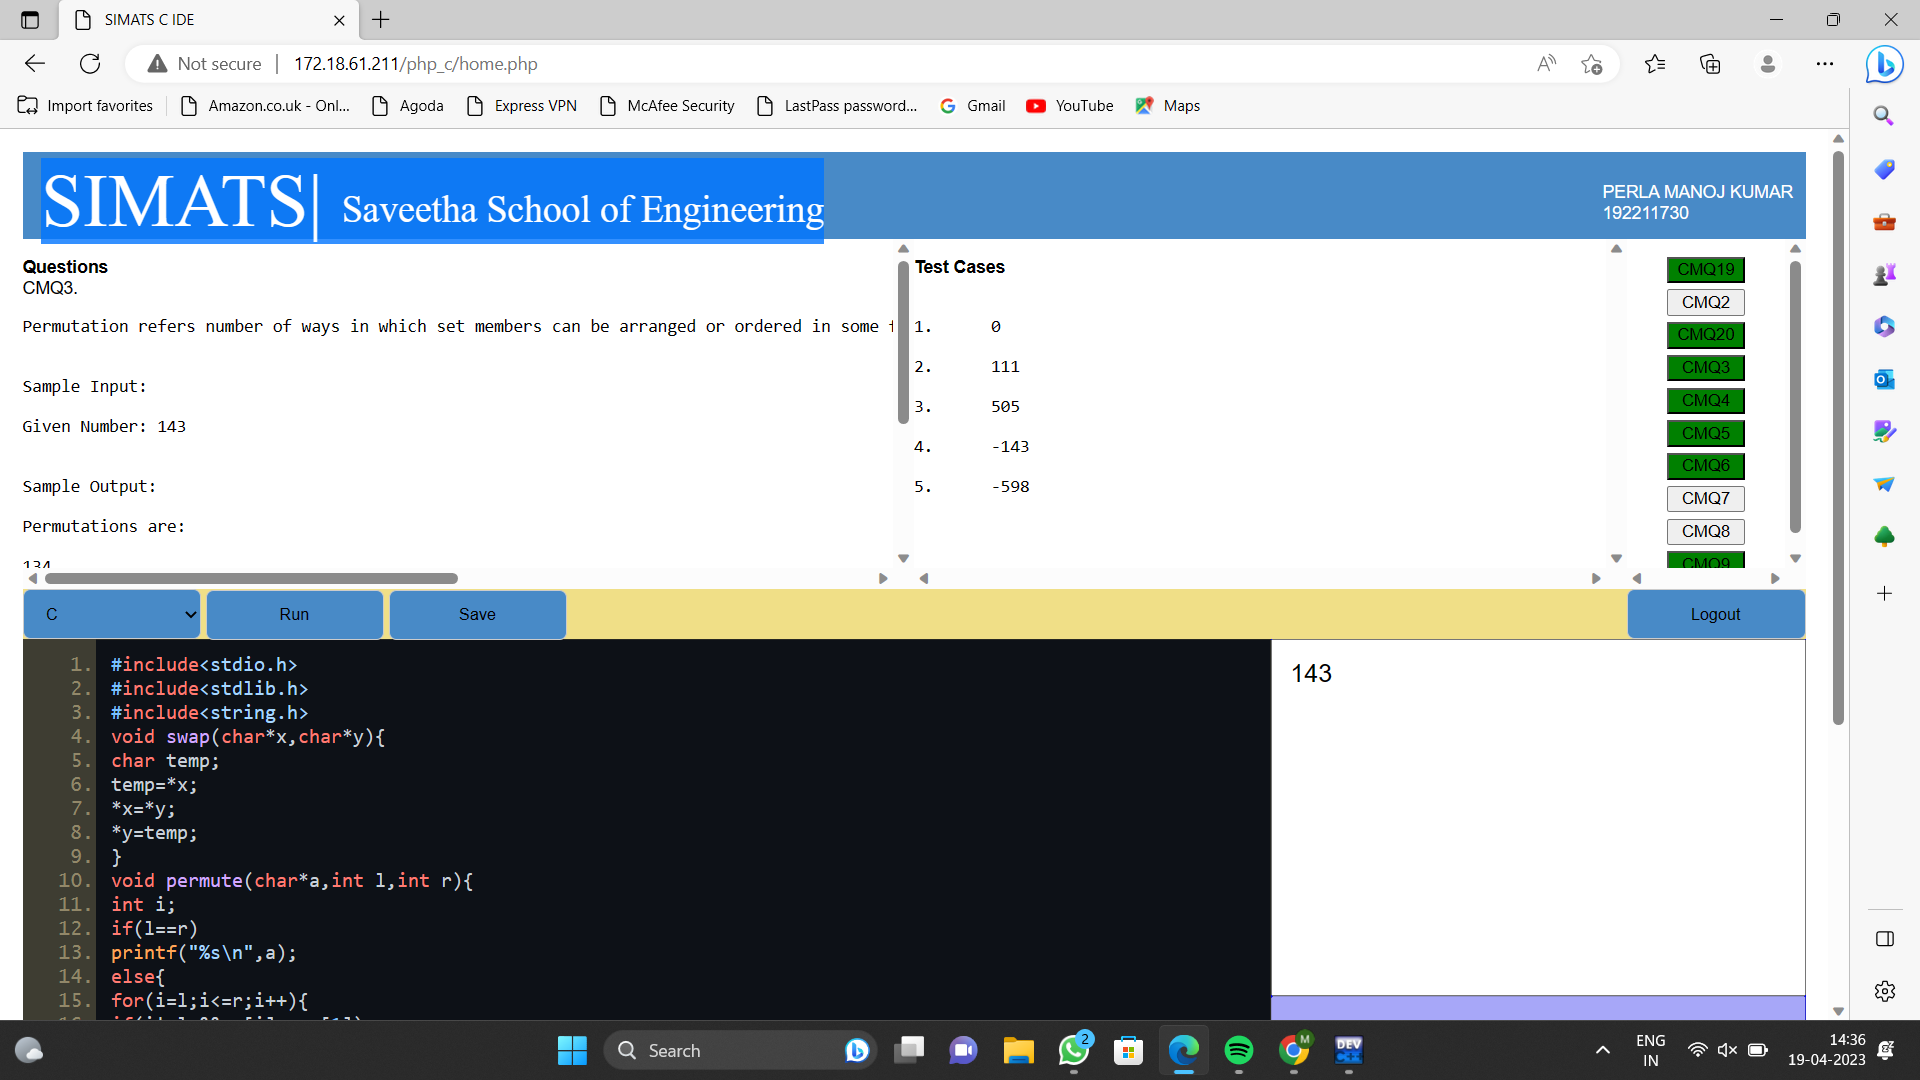 SIMATS C IDE
Not secure
172.18.61.211/php_c/home.php
Import favorites
Amazon.co.uk - Onl...
Agoda
Express VPN
McAfee Security
LastPass password...
Gmail
YouTube
Maps
SIMATS| Saveetha School of Engineering
PERLA MANOJ KUMAR
192211730
Questions
CMQ3.
Permutation refers number of ways in which set members can be arranged or ordered in some
Sample Input:
Given Number: 143
Sample Output:
Permutations are:
134
Test Cases
1. 0
2. 111
3. 505
4. -143
5. -598
CMQ19
CMQ2
CMQ20
CMQ3
CMQ4
CMQ5
CMQ6
CMQ7
CMQ8
CMQ9
C
Run
Save
Logout
1. #include<stdio.h>
2. #include<stdlib.h>
3. #include<string.h>
4. void swap(char*x,char*y){
5. char temp;
6. temp=*x;
7. *x=*y;
8. *y=temp;
9. }
10. void permute(char*a,int l,int r){
11. int i;
12. if(l==r)
13. printf("%s\n",a);
14. else{
15. for(i=l;i<=r;i++){
143
Search
2
M
DEV
C++
ENG
IN
14:36
19-04-2023